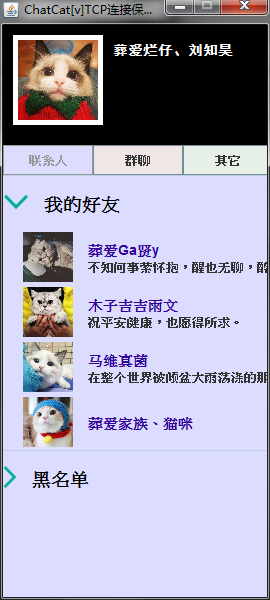 ChatCat[v]TCP连接保...
葬爱烂仔、刘知昊
联系人
群聊
其它
我的好友
葬爱Ga贤y
不知何事萦怀抱，醒也无聊，醉
木子吉吉雨文
祝平安健康，也愿得所求。
马维真菌
在整个世界被倾盆大雨荡涤的那
葬爱家族、猫咪
黑名单